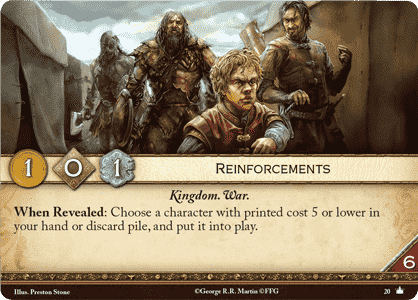 1 0 1 REINFORCEMENTS
Kingdom. War.
When Revealed: Choose a character with printed cost 5 or lower in
your hand or discard pile, and put it into play.
6
Illus. Preston Stone ©George R.R. Martin ©FFG 20